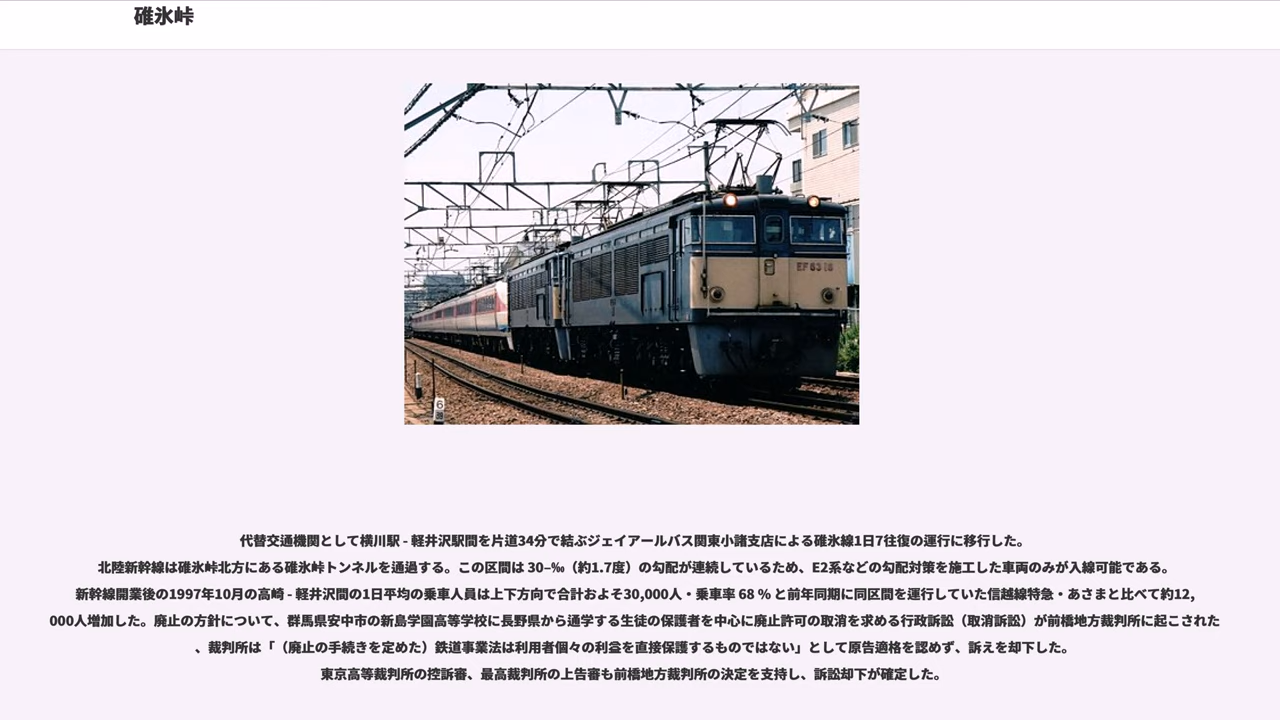 碓氷峠
EF 63 18
6
代替交通機関として横川駅 - 軽井沢駅間を片道34分で結ぶジェイアールバス関東小諸支店による碓氷線1日7往復の運行に移行した。
北陸新幹線は碓氷峠北方にある碓氷峠トンネルを通過する。この区間は 30–‰（約1.7度）の勾配が連続しているため、E2系などの勾配対策を施工した車両のみが入線可能である。
新幹線開業後の1997年10月の高崎 - 軽井沢間の1日平均の乗車人員は上下方向で合計およそ30,000人・乗車率 68 % と前年同期に同区間を運行していた信越線特急・あさまと比べて約12,
000人増加した。廃止の方針について、群馬県安中市の新島学園高等学校に長野県から通学する生徒の保護者を中心に廃止許可の取消を求める行政訴訟（取消訴訟）が前橋地方裁判所に起こされた
、裁判所は「（廃止の手続きを定めた）鉄道事業法は利用者個々の利益を直接保護するものではない」として原告適格を認めず、訴えを却下した。
東京高等裁判所の控訴審、最高裁判所の上告審も前橋地方裁判所の決定を支持し、訴訟却下が確定した。